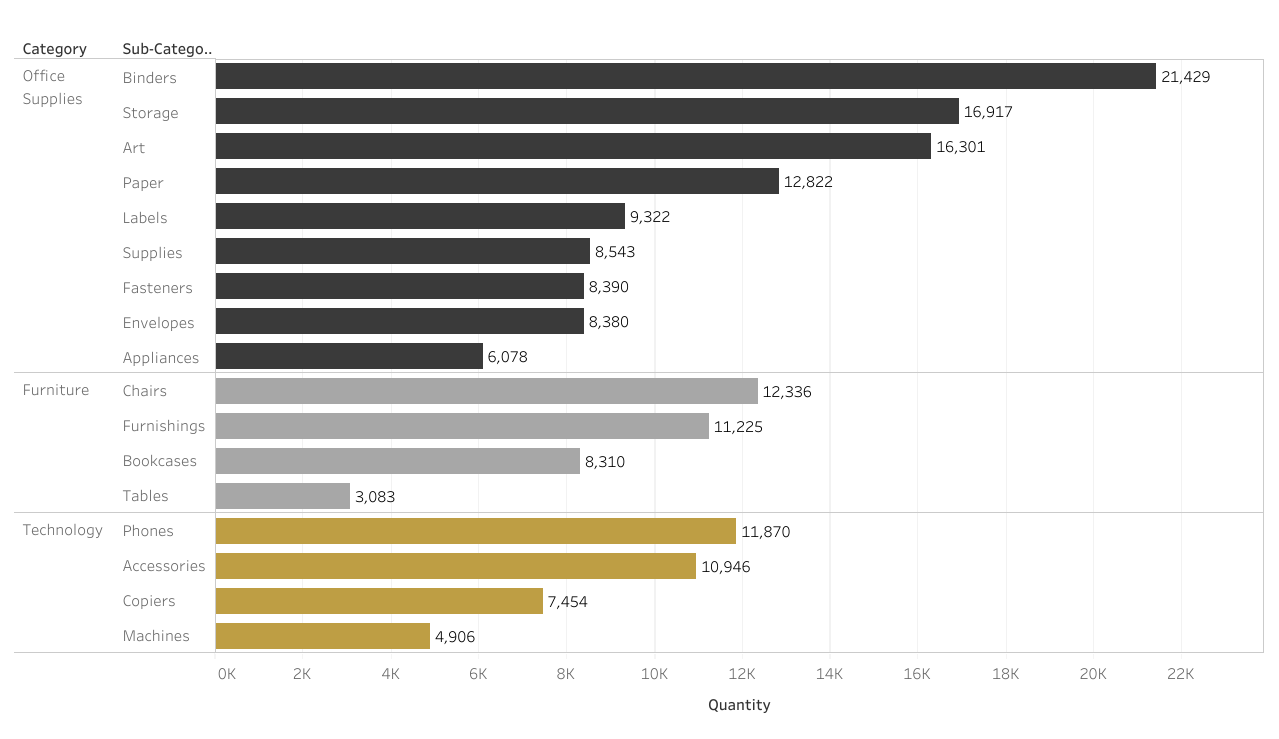 Category Sub-Catego..
Office Supplies Binders 21,429
Storage 16,917
Art 16,301
Paper 12,822
Labels 9,322
Supplies 8,543
Fasteners 8,390
Envelopes 8,380
Appliances 6,078
Furniture Chairs 12,336
Furnishings 11,225
Bookcases 8,310
Tables 3,083
Technology Phones 11,870
Accessories 10,946
Copiers 7,454
Machines 4,906
0K 2K 4K 6K 8K 10K 12K 14K 16K 18K 20K 22K
Quantity